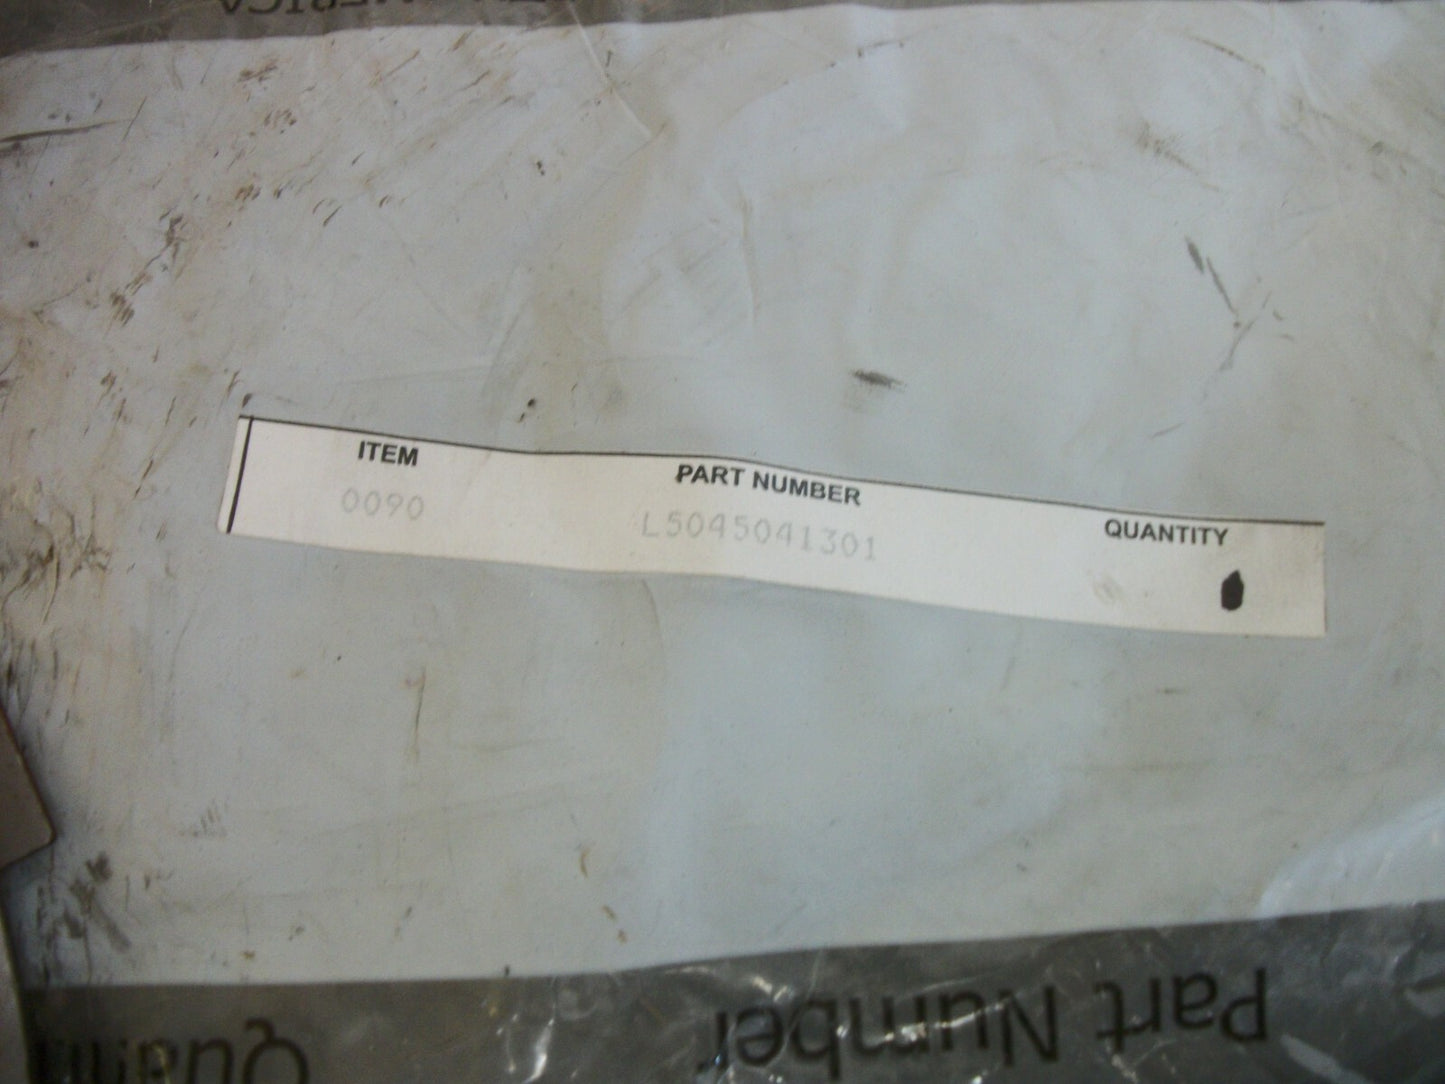 ITEM PART NUMBER QUANTITY
0090 L5045041301
Part Number